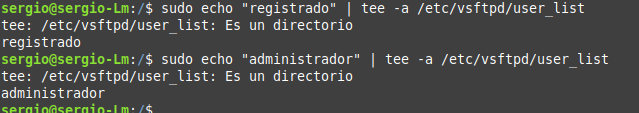 sergio@sergio-Lm:/$ sudo echo "registrado" | tee -a /etc/vsftpd/user_list
tee: /etc/vsftpd/user_list: Es un directorio
registrado
sergio@sergio-Lm:/$ sudo echo "administrador" | tee -a /etc/vsftpd/user_list
tee: /etc/vsftpd/user_list: Es un directorio
administrador
sergio@sergio-Lm:/$